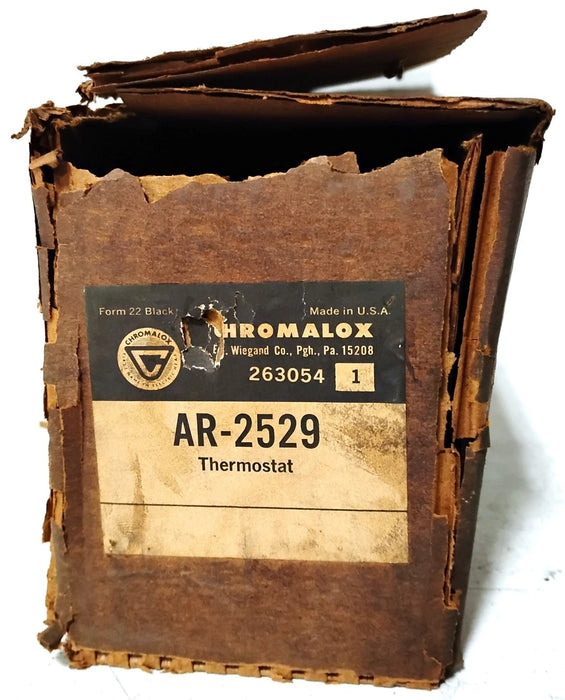 Form 22 Black
Made in U.S.A.
CHROMALOX
HROMALOX
Wiegand Co., Pgh., Pa. 15208
263054 1
AR-2529
Thermostat